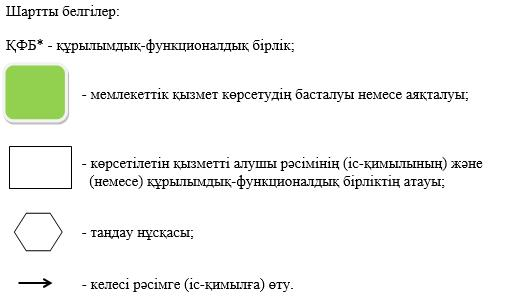 Шартты белгілер:
ҚФБ* - құрылымдық-функционалдық бірлік;
- мемлекеттік қызмет көрсетудің басталуы немесе аяқталуы;
- көрсетілетін қызметті алушы рәсімінің (іс-қимылының) және
(немесе) құрылымдық-функционалдық бірліктің атауы;
- таңдау нұсқасы;
- келесі рәсімге (іс-қимылға) өту.